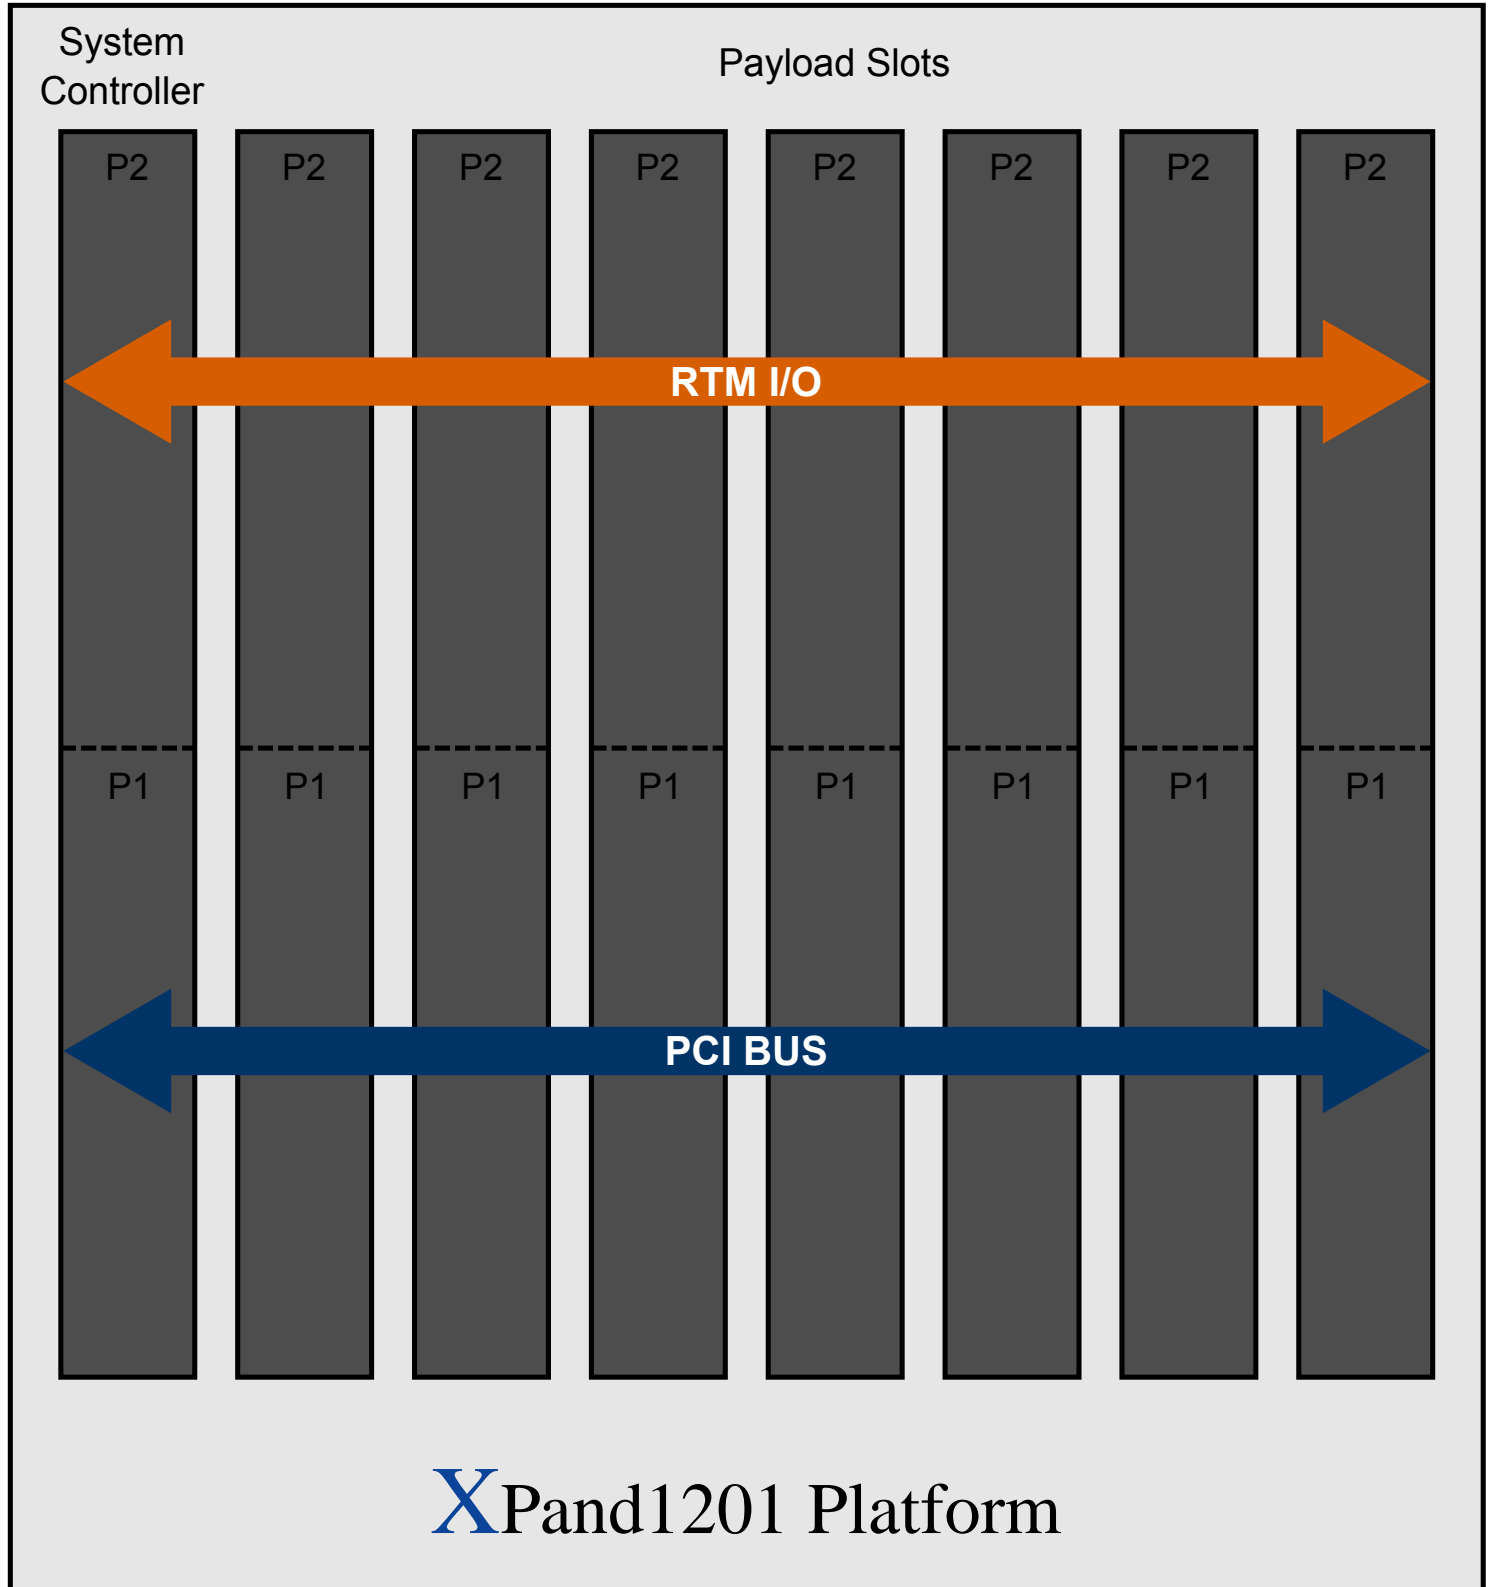 System
Controller
Payload Slots
P2 P2 P2 P2 P2 P2 P2 P2
RTM I/O
P1 P1 P1 P1 P1 P1 P1 P1
PCI BUS
XPand1201 Platform